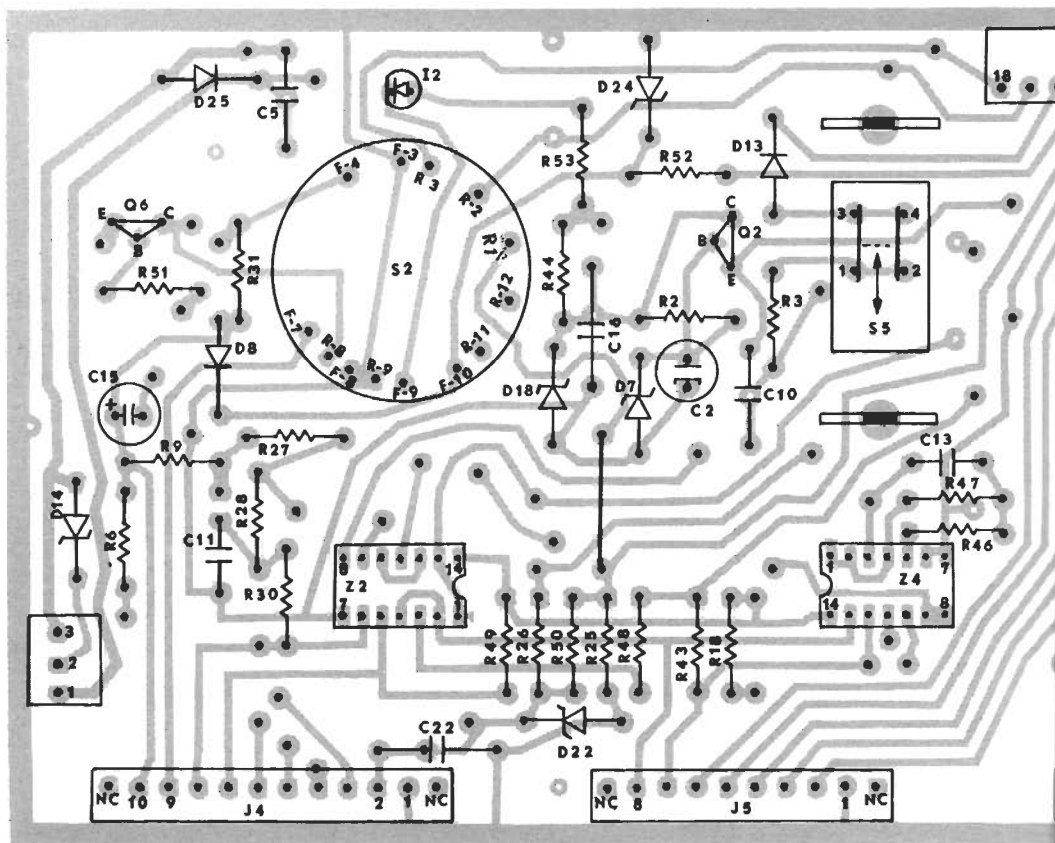 I2
D24
18
D25
C5
R53
R52
D13
F-4
F-3
R3
R-2
E Q6 C
B
C
B Q2
E
3 4
R1
S2
R51
R31
R44
R-12
1 2
R2
R3
S5
F-7
R-8
F-8
R-9
F-9
F-10
R-11
C16
D8
D18
D7
C2
C10
C15
+
R9
R27
C13
R47
R46
D14
R6
C11
R28
R30
8 14
Z2
7 1
1 7
Z4
14 8
3
2
1
R49
R26
R50
R25
R48
R43
R18
C22
D22
NC 10 9 2 1 NC
J4
NC 8 1 NC
J5